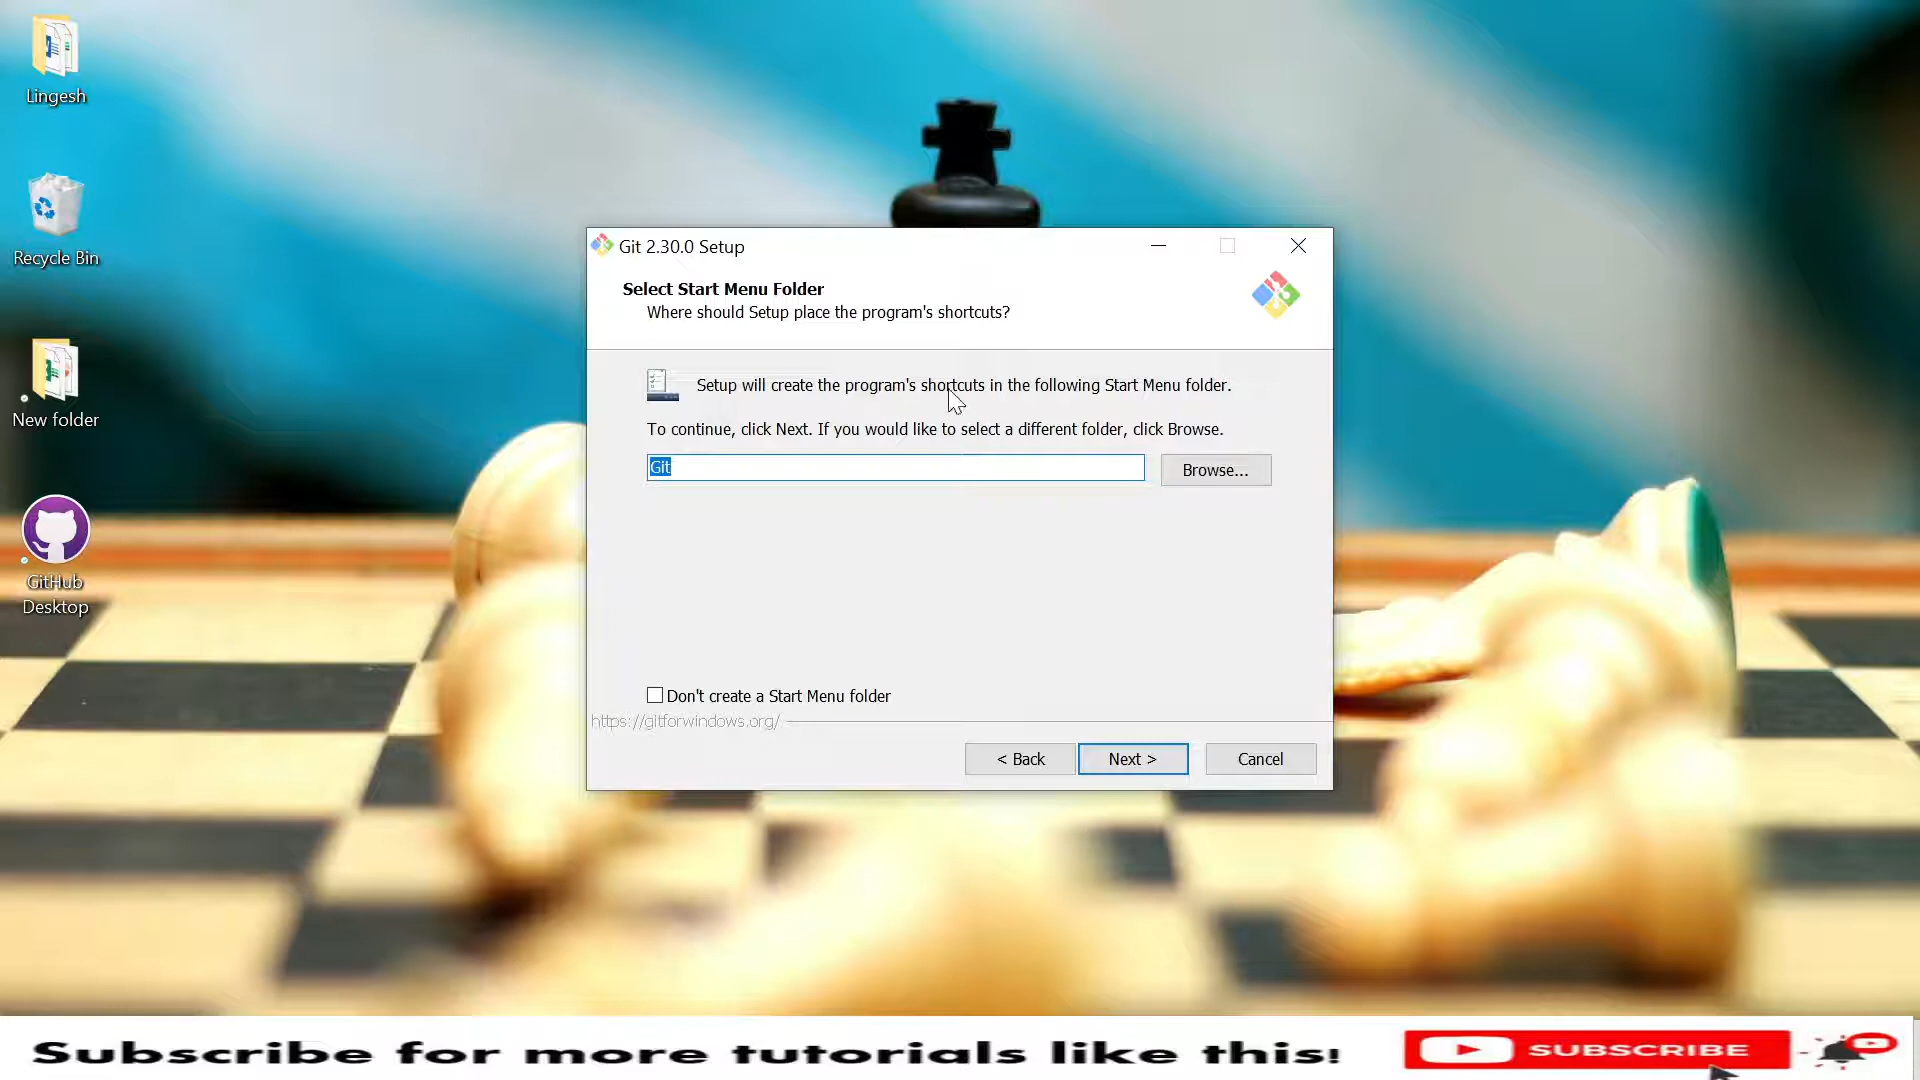 Lingesh
Recycle Bin
New folder
GitHub
Desktop
Git 2.30.0 Setup
Select Start Menu Folder
Where should Setup place the program's shortcuts?
Setup will create the program's shortcuts in the following Start Menu folder.
To continue, click Next. If you would like to select a different folder, click Browse.
Git
Browse...
Don't create a Start Menu folder
https://gitforwindows.org/
< Back
Next >
Cancel
Subscribe for more tutorials like this!
SUBSCRIBE